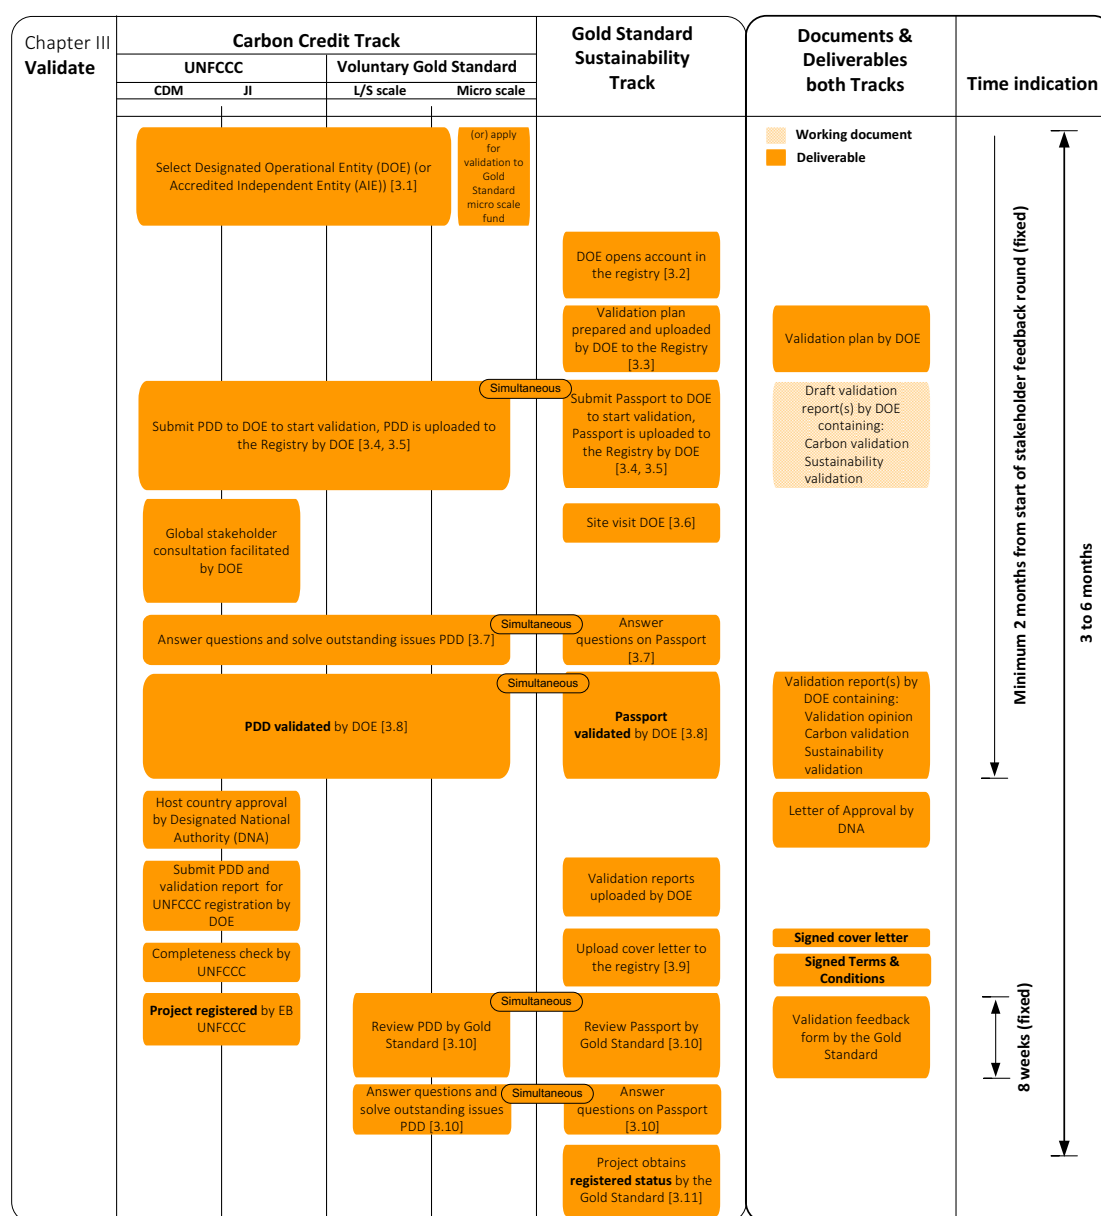 Chapter III
Validate
Carbon Credit Track
UNFCCC
Voluntary Gold Standard
CDM
JI
L/S scale
Micro scale
Gold Standard
Sustainability
Track
Documents &
Deliverables
both Tracks
Time indication
Select Designated Operational Entity (DOE) (or
Accredited Independent Entity (AIE)) [3.1]
(or) apply
for
validation to
Gold
Standard
micro scale
fund
Working document
Deliverable
DOE opens account in
the registry [3.2]
Validation plan
prepared and uploaded
by DOE to the Registry
[3.3]
Validation plan by DOE
Simultaneous
Submit PDD to DOE to start validation, PDD is uploaded to
the Registry by DOE [3.4, 3.5]
Submit Passport to DOE
to start validation,
Passport is uploaded to
the Registry by DOE
[3.4, 3.5]
Draft validation
report(s) by DOE
containing:
Carbon validation
Sustainability
validation
Global stakeholder
consultation facilitated
by DOE
Site visit DOE [3.6]
Simultaneous
Answer questions and solve outstanding issues PDD [3.7]
Answer
questions on Passport
[3.7]
Simultaneous
PDD validated by DOE [3.8]
Passport
validated by DOE [3.8]
Validation report(s) by
DOE containing:
Validation opinion
Carbon validation
Sustainability
validation
Host country approval
by Designated National
Authority (DNA)
Letter of Approval by
DNA
Submit PDD and
validation report for
UNFCCC registration by
DOE
Validation reports
uploaded by DOE
Completeness check by
UNFCCC
Upload cover letter to
the registry [3.9]
Signed cover letter
Signed Terms &
Conditions
Simultaneous
Project registered by EB
UNFCCC
Review PDD by Gold
Standard [3.10]
Review Passport by
Gold Standard [3.10]
Validation feedback
form by the Gold
Standard
Simultaneous
Answer questions and
solve outstanding issues
PDD [3.10]
Answer
questions on Passport
[3.10]
Project obtains
registered status by the
Gold Standard [3.11]
Minimum 2 months from start of stakeholder feedback round (fixed)
8 weeks (fixed)
3 to 6 months